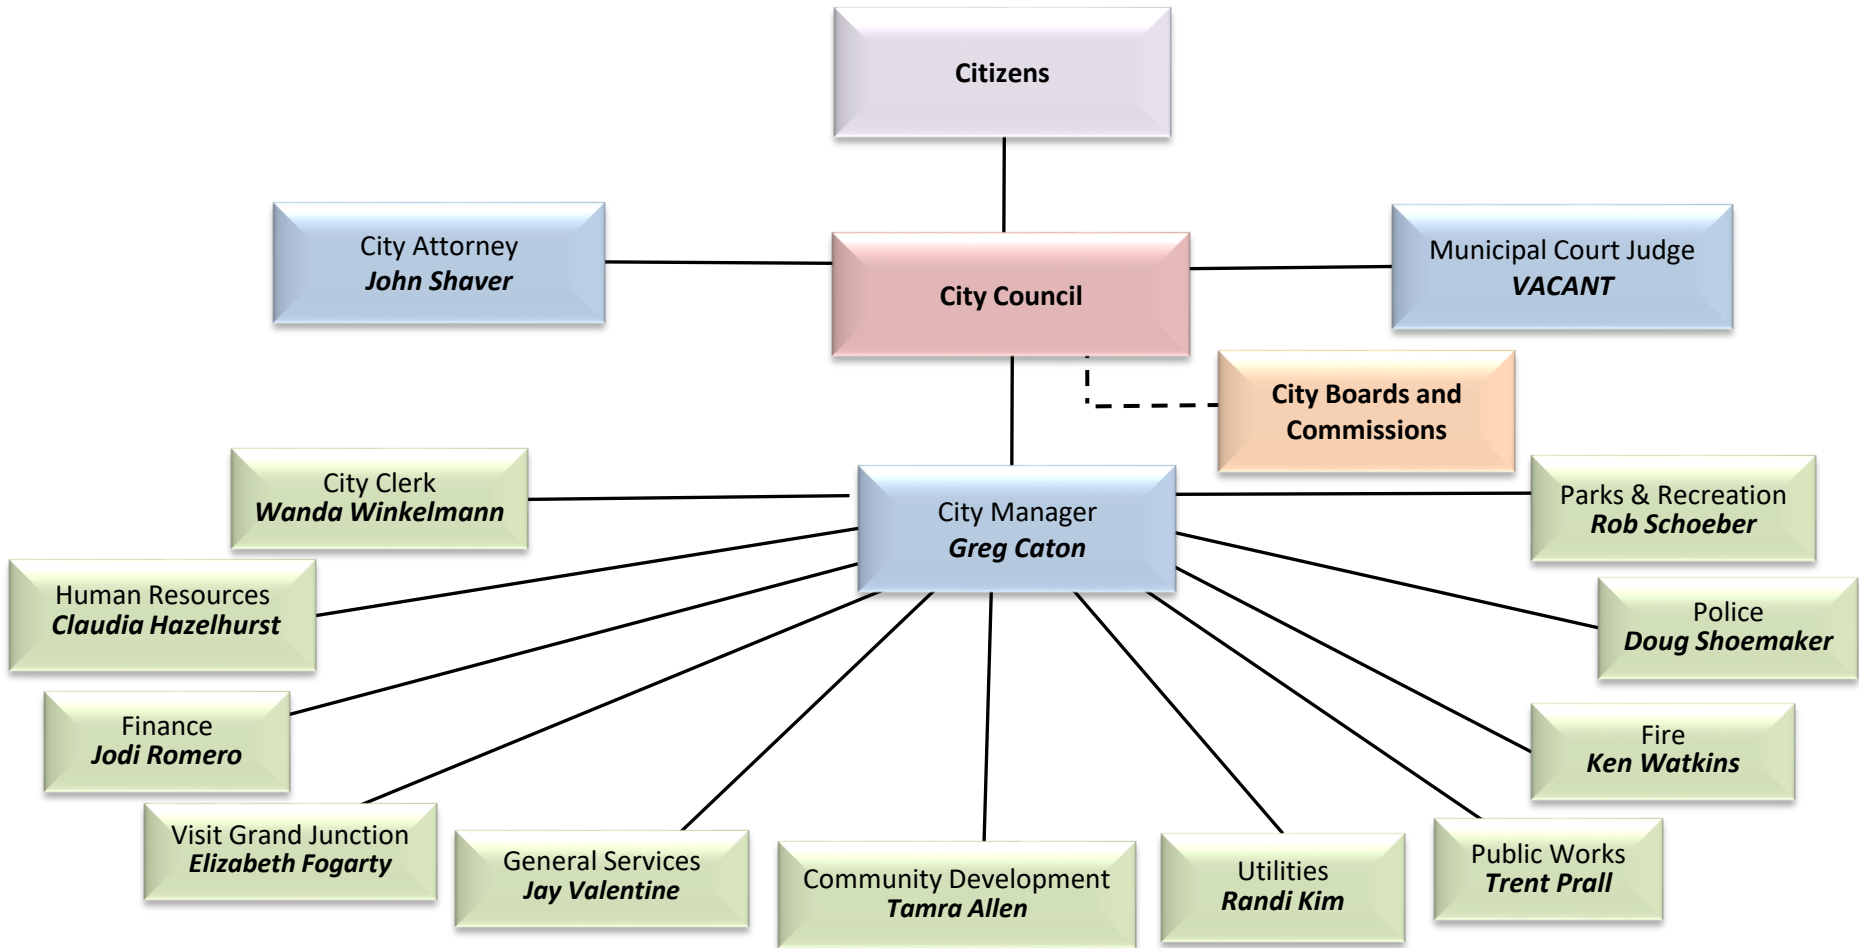 Citizens
City Attorney
John Shaver
City Council
Municipal Court Judge
VACANT
City Boards and
Commissions
City Clerk
Wanda Winkelmann
City Manager
Greg Caton
Parks & Recreation
Rob Schoeber
Human Resources
Claudia Hazelhurst
Police
Doug Shoemaker
Finance
Jodi Romero
Fire
Ken Watkins
Visit Grand Junction
Elizabeth Fogarty
General Services
Jay Valentine
Community Development
Tamra Allen
Utilities
Randi Kim
Public Works
Trent Prall